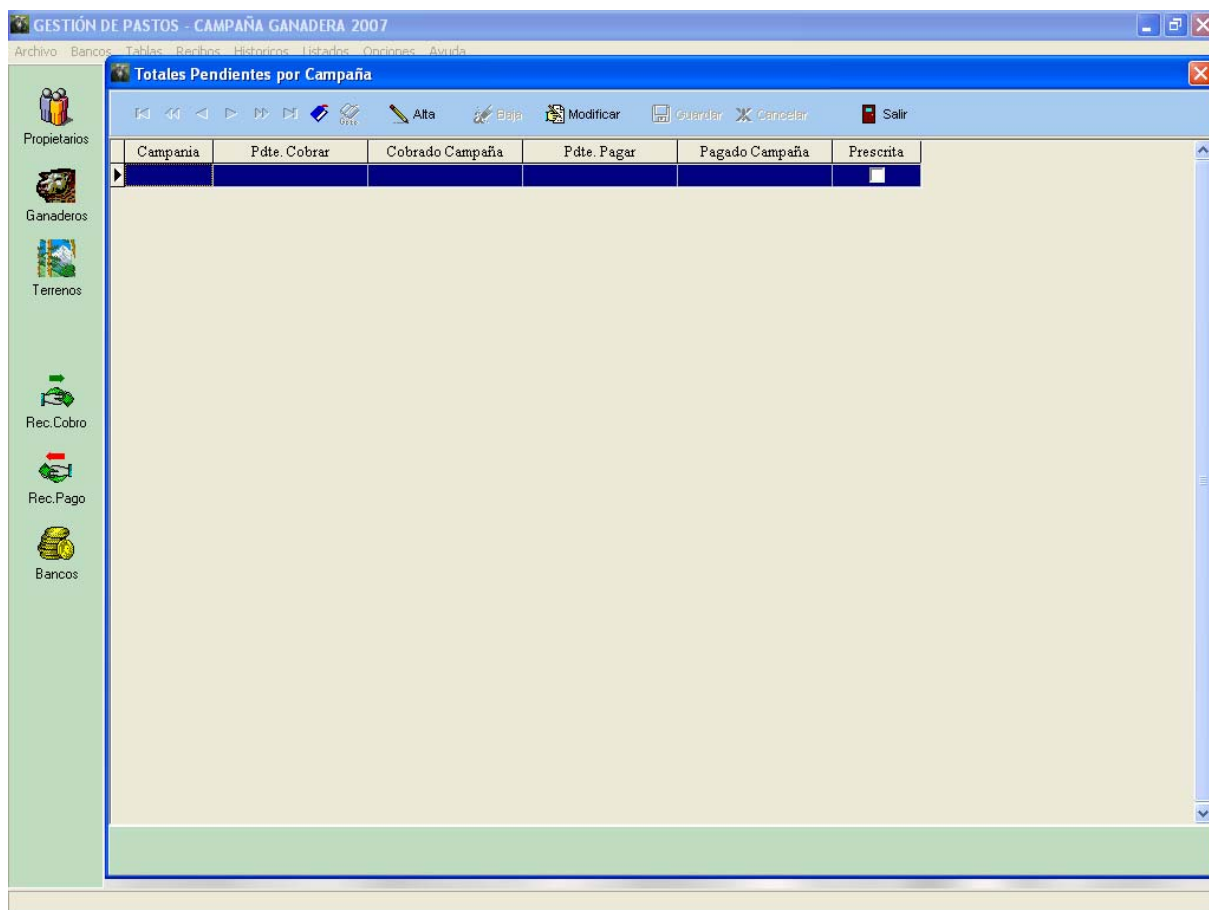 GESTIÓN DE PASTOS - CAMPAÑA GANADERA 2007
Archivo Bancos Tablas Recibos Historicos Listados Opciones Ayuda
Totales Pendientes por Campaña
Alta Baja Modificar Guardar Cancelar Salir
Campania Pdte. Cobrar Cobrado Campaña Pdte. Pagar Pagado Campaña Prescrita
Propietarios
Ganaderos
Terrenos
Rec.Cobro
Rec.Pago
Bancos